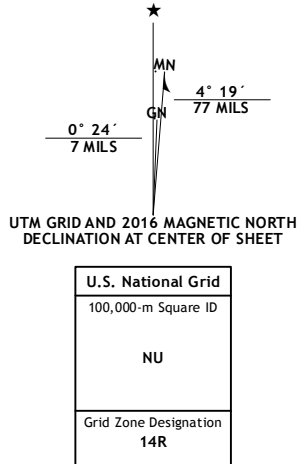 ★
MN
4° 19´
77 MILS
GN
0° 24´
7 MILS
UTM GRID AND 2016 MAGNETIC NORTH
DECLINATION AT CENTER OF SHEET
U.S. National Grid
100,000-m Square ID
NU
Grid Zone Designation
14R